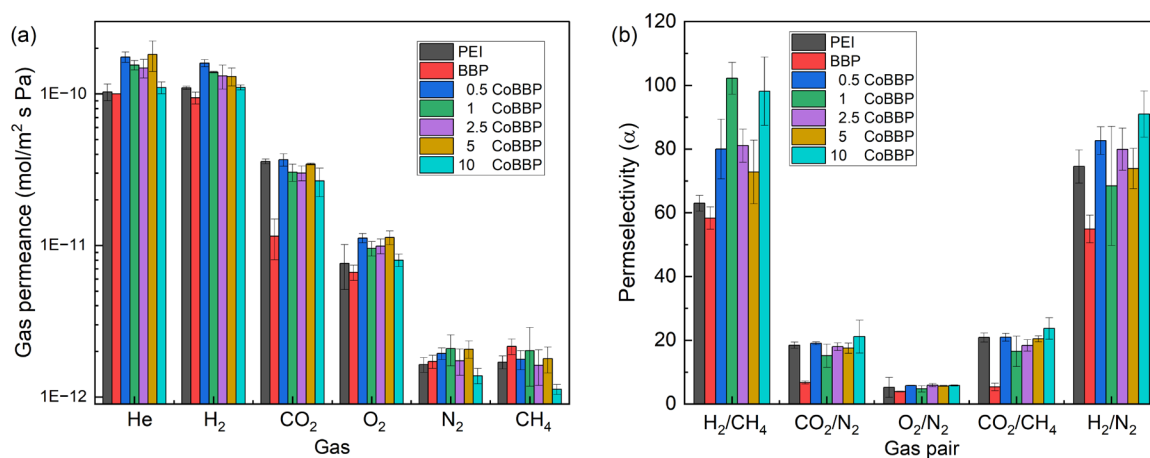 (a)
Gas permeance (mol/m² s Pa)
1E−10
1E−11
1E−12
PEI
BBP
0.5 CoBBP
1 CoBBP
2.5 CoBBP
5 CoBBP
10 CoBBP
He H₂ CO₂ O₂ N₂ CH₄
Gas
(b)
Permselectivity (α)
120
100
80
60
40
20
0
PEI
BBP
0.5 CoBBP
1 CoBBP
2.5 CoBBP
5 CoBBP
10 CoBBP
H₂/CH₄ CO₂/N₂ O₂/N₂ CO₂/CH₄ H₂/N₂
Gas pair